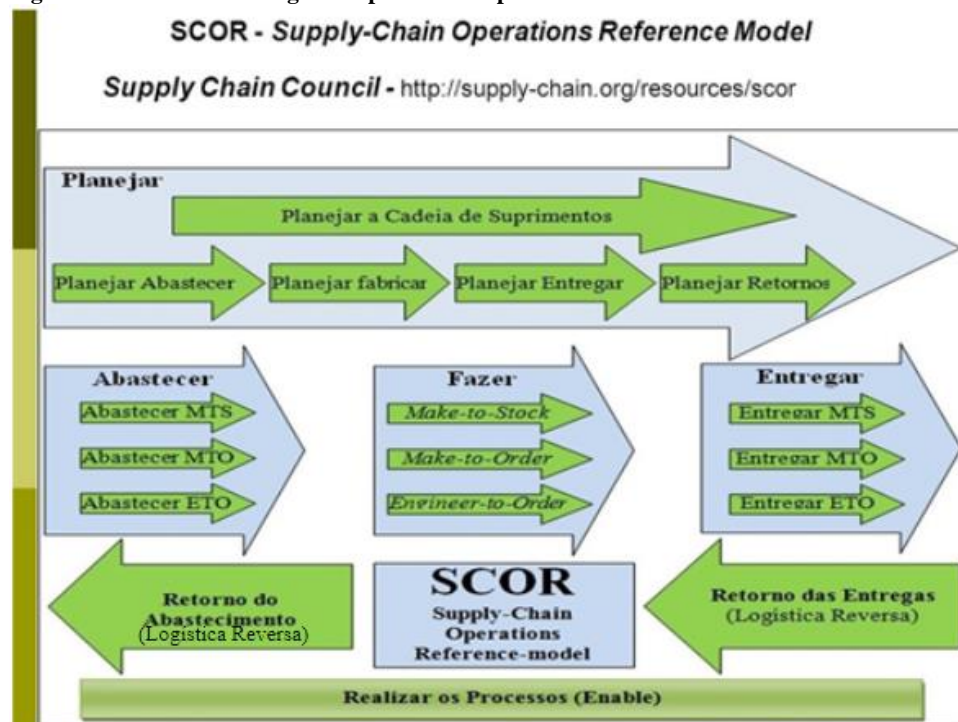 SCOR - Supply-Chain Operations Reference Model
Supply Chain Council - http://supply-chain.org/resources/scor
Planejar
Planejar a Cadeia de Suprimentos
Planejar Abastecer
Planejar fabricar
Planejar Entregar
Planejar Retornos
Abastecer
Abastecer MTS
Abastecer MTO
Abastecer ETO
Fazer
Make-to-Stock
Make-to-Order
Engineer-to-Order
Entregar
Entregar MTS
Entregar MTO
Entregar ETO
Retorno do
Abastecimento
(Logística Reversa)
SCOR
Supply-Chain
Operations
Reference-model
Retorno das Entregas
(Logística Reversa)
Realizar os Processos (Enable)